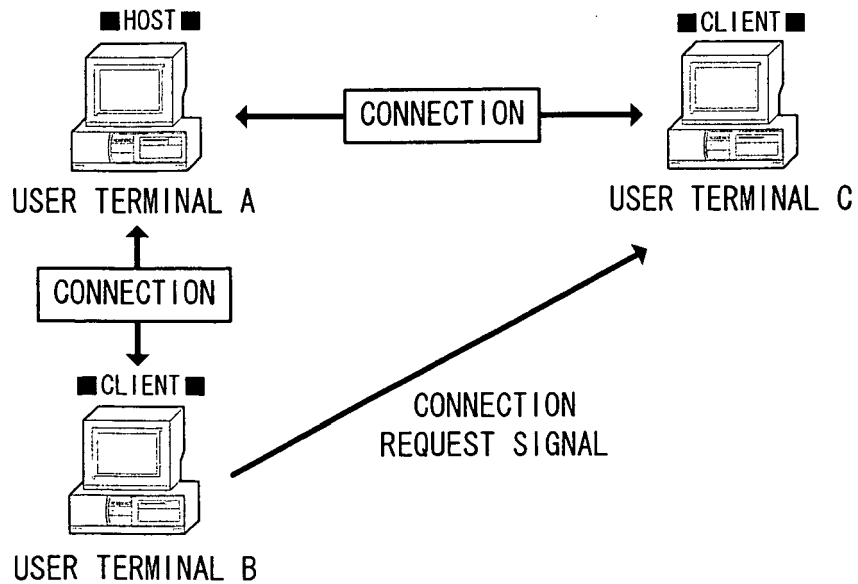 ■HOST■
■CLIENT■
CONNECTION
USER TERMINAL A
USER TERMINAL C
CONNECTION
■CLIENT■
CONNECTION
REQUEST SIGNAL
USER TERMINAL B